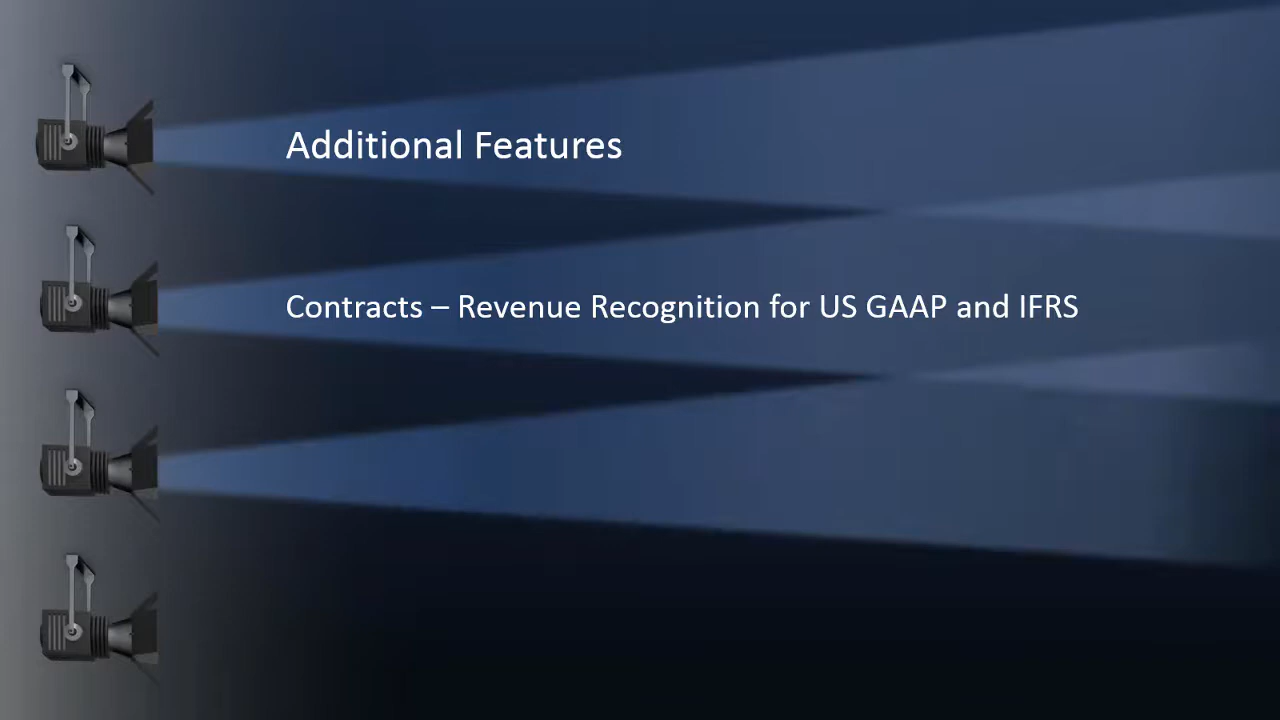 Additional Features
Contracts – Revenue Recognition for US GAAP and IFRS